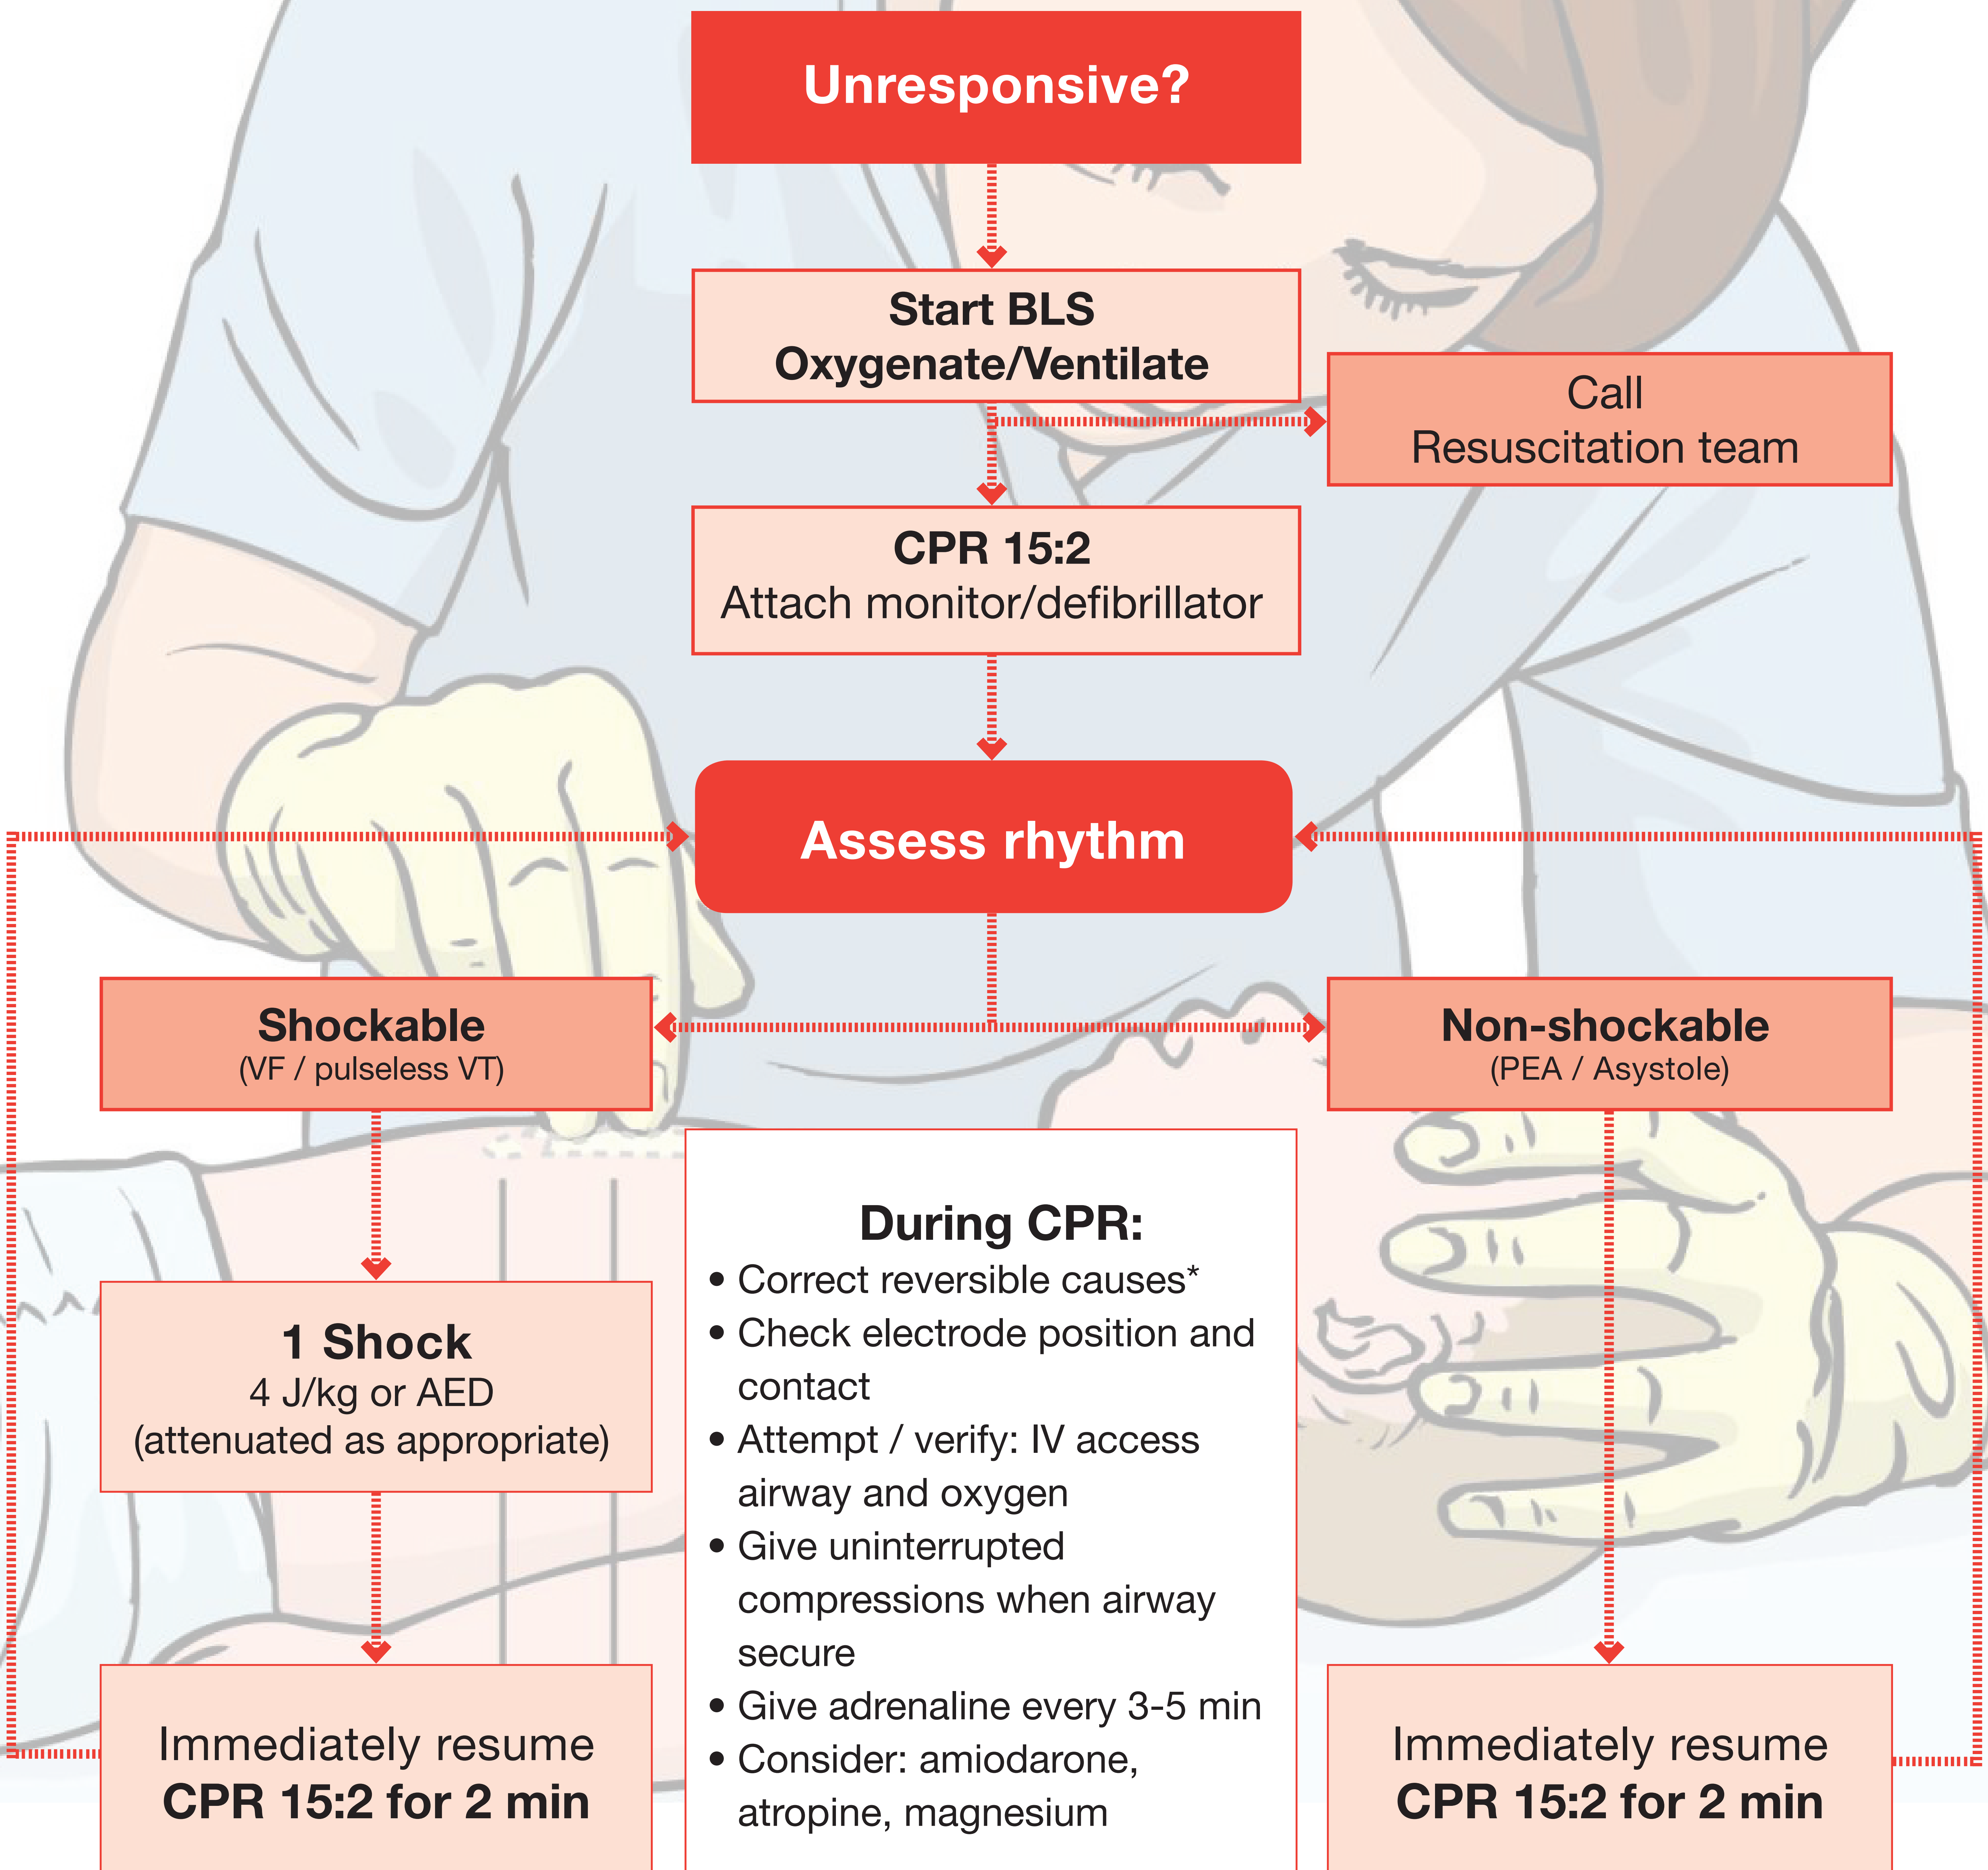 Unresponsive?
Start BLS
Oxygenate/Ventilate
Call
Resuscitation team
CPR 15:2
Attach monitor/defibrillator
Assess rhythm
Shockable
(VF / pulseless VT)
Non-shockable
(PEA / Asystole)
1 Shock
4 J/kg or AED
(attenuated as appropriate)
During CPR:
• Correct reversible causes*
• Check electrode position and
contact
• Attempt / verify: IV access
airway and oxygen
• Give uninterrupted
compressions when airway
secure
• Give adrenaline every 3-5 min
• Consider: amiodarone,
atropine, magnesium
Immediately resume
CPR 15:2 for 2 min
Immediately resume
CPR 15:2 for 2 min